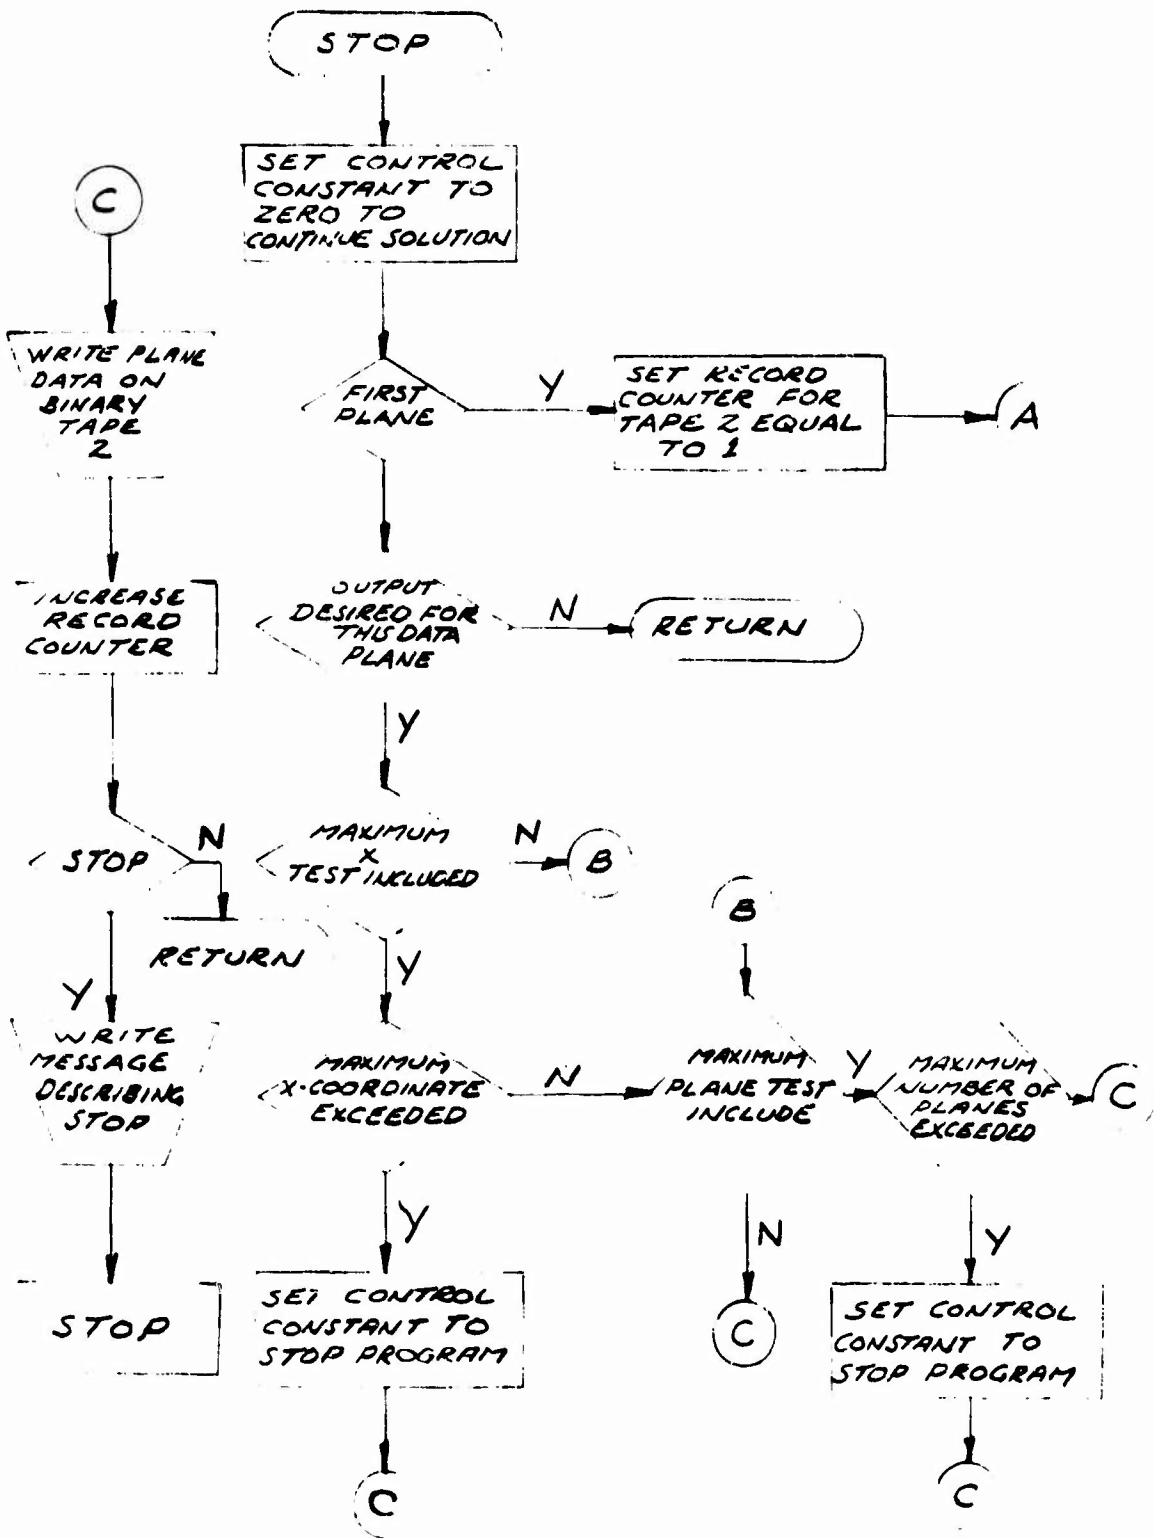 STOP
SET CONTROL
CONSTANT TO
ZERO TO
CONTINUE SOLUTION
C
WRITE PLANE
DATA ON
BINARY
TAPE
2
FIRST
PLANE
Y
SET RECORD
COUNTER FOR
TAPE 2 EQUAL
TO 1
A
INCREASE
RECORD
COUNTER
OUTPUT
DESIRED FOR
THIS DATA
PLANE
N
RETURN
Y
STOP
N
RETURN
MAXIMUM
X
TEST INCLUDED
N
B
Y
Y
WRITE
MESSAGE
DESCRIBING
STOP
STOP
MAXIMUM
X-COORDINATE
EXCEEDED
N
B
MAXIMUM
PLANE TEST
INCLUDE
Y
MAXIMUM
NUMBER OF
PLANES
EXCEEDED
C
Y
SET CONTROL
CONSTANT TO
STOP PROGRAM
C
N
C
Y
SET CONTROL
CONSTANT TO
STOP PROGRAM
C